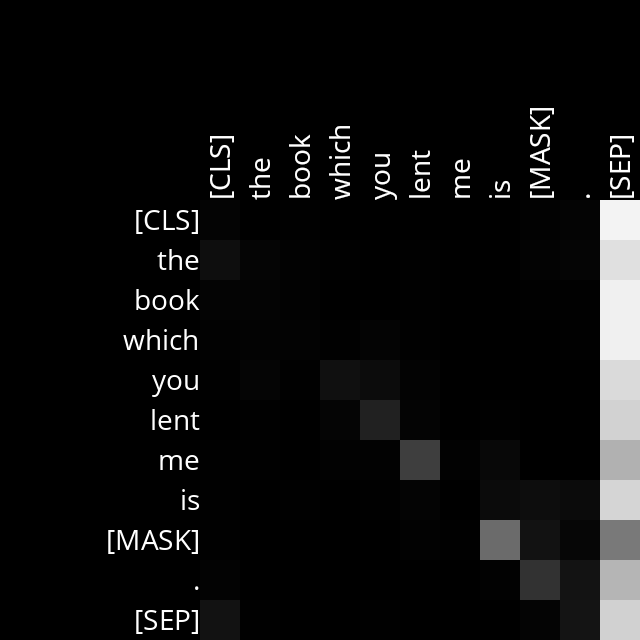 [CLS] the book which you lent me is [MASK] . [SEP]
[CLS]
the
book
which
you
lent
me
is
[MASK]
.
[SEP]